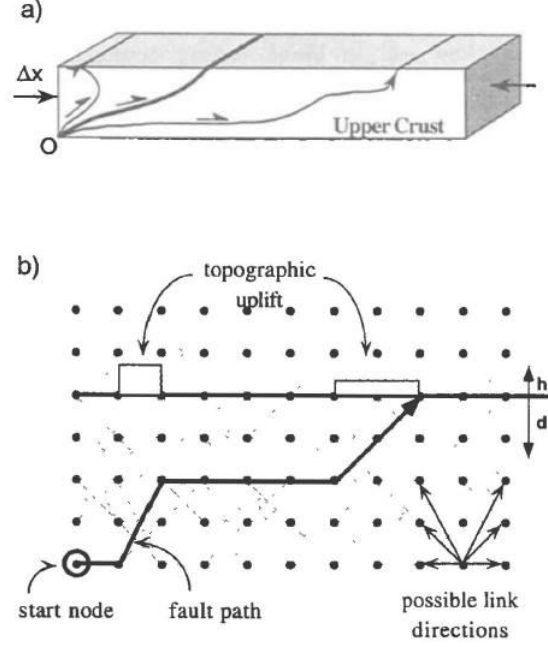 a)
Δx
O
Upper Crust
b)
topographic
uplift
h
d
start node
fault path
possible link
directions